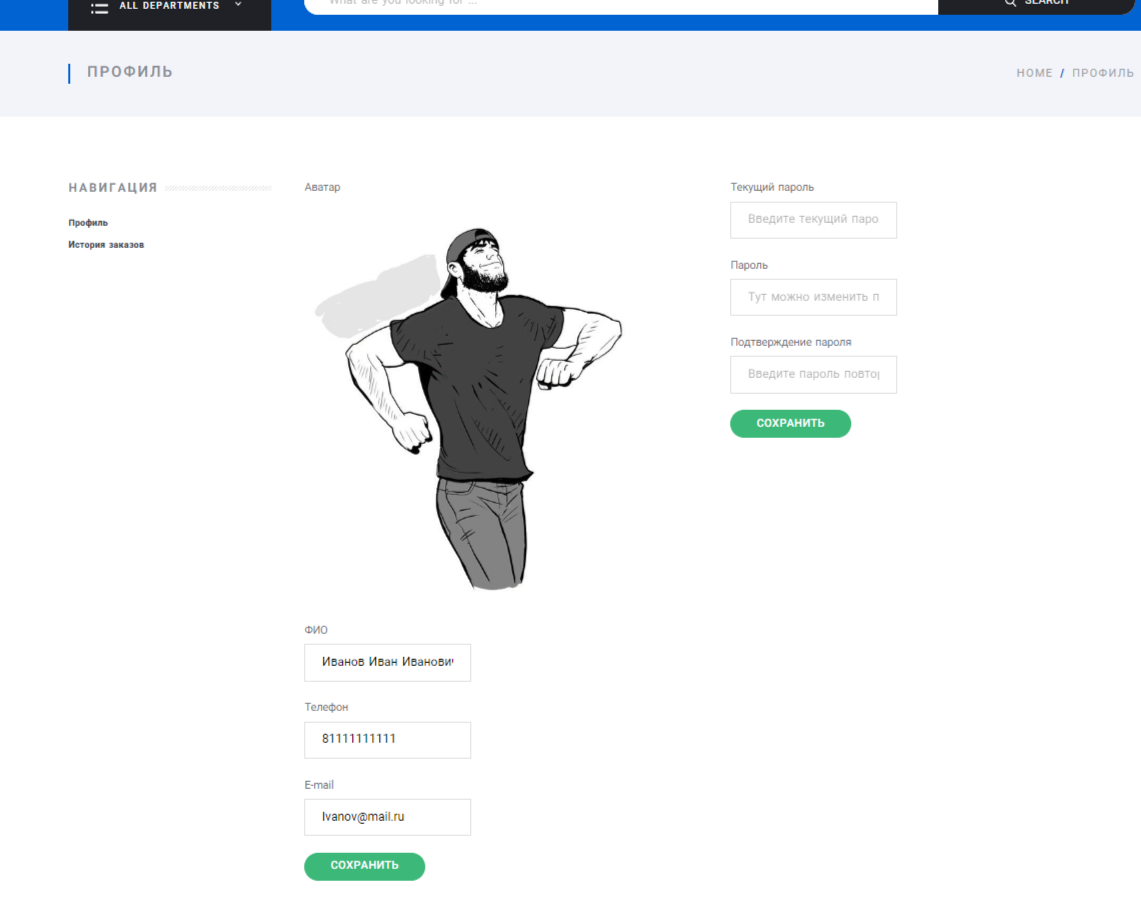 ALL DEPARTMENTS
What are you looking for ...
SEARCH
ПРОФИЛЬ
HOME / ПРОФИЛЬ
НАВИГАЦИЯ
Профиль
История заказов
Аватар
ФИО
Иванов Иван Иванович
Телефон
81111111111
E-mail
Ivanov@mail.ru
СОХРАНИТЬ
Текущий пароль
Введите текущий паро
Пароль
Тут можно изменить п
Подтверждение пароля
Введите пароль повтор
СОХРАНИТЬ